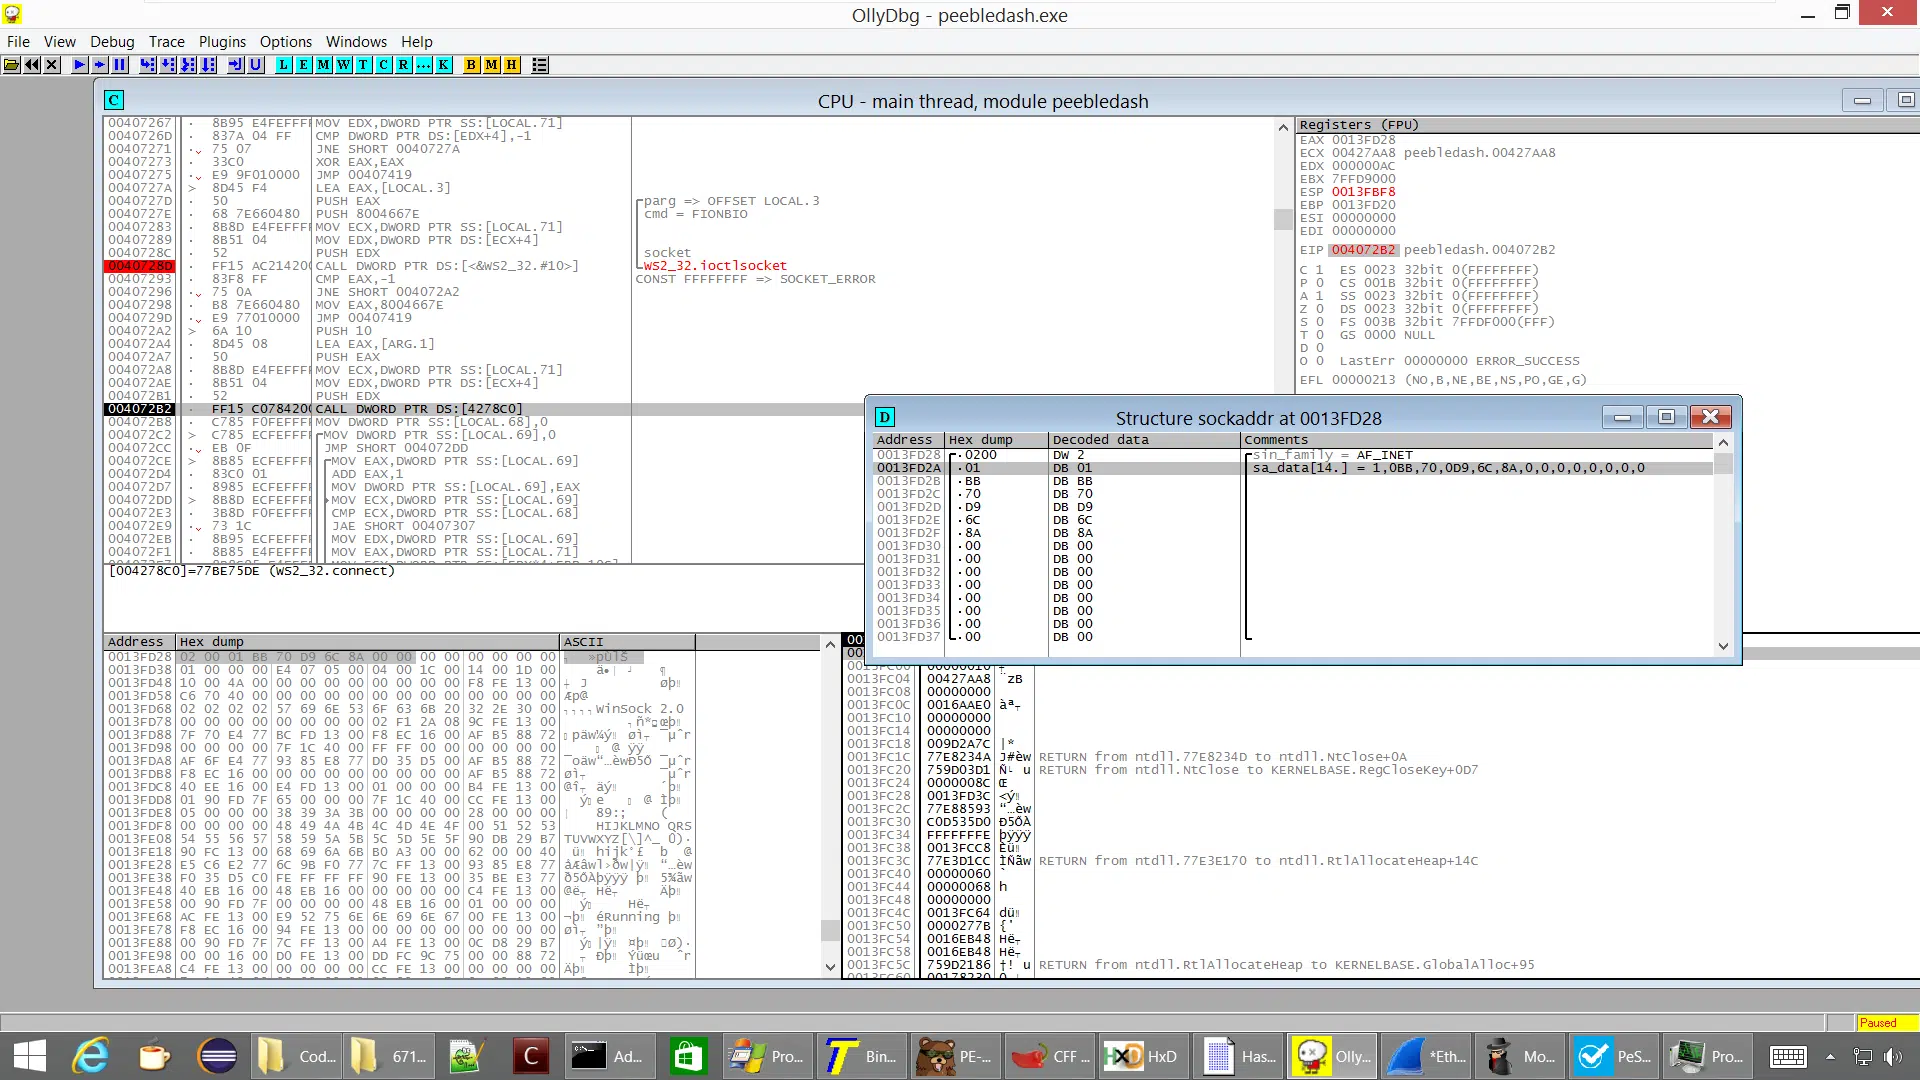 OllyDbg - peebledash.exe
File View Debug Trace Plugins Options Windows Help
L E M W T C R ... K B M H
CPU - main thread, module peebledash
00407267 . 8B95 E4FEFFFF MOV EDX,DWORD PTR SS:[LOCAL.71]
0040726D . 837A 04 FF CMP DWORD PTR DS:[EDX+4],-1
00407271 . 75 07 JNE SHORT 0040727A
00407273 . 33C0 XOR EAX,EAX
00407275 . E9 9F010000 JMP 00407419
0040727A > 8D45 F4 LEA EAX,[LOCAL.3]
0040727D . 50 PUSH EAX parg => OFFSET LOCAL.3
0040727E . 68 7E660480 PUSH 8004667E cmd = FIONBIO
00407283 . 8B8D E4FEFFFF MOV ECX,DWORD PTR SS:[LOCAL.71]
00407289 . 8B51 04 MOV EDX,DWORD PTR DS:[ECX+4]
0040728C . 52 PUSH EDX socket
0040728D . FF15 AC214200 CALL DWORD PTR DS:[<&WS2_32.#10>] WS2_32.ioctlsocket
00407293 . 83F8 FF CMP EAX,-1 CONST FFFFFFFF => SOCKET_ERROR
00407296 . 75 0A JNE SHORT 004072A2
00407298 . B8 7E660480 MOV EAX,8004667E
0040729D . E9 77010000 JMP 00407419
004072A2 > 6A 10 PUSH 10
004072A4 . 8D45 08 LEA EAX,[ARG.1]
004072A7 . 50 PUSH EAX
004072A8 . 8B8D E4FEFFFF MOV ECX,DWORD PTR SS:[LOCAL.71]
004072AE . 8B51 04 MOV EDX,DWORD PTR DS:[ECX+4]
004072B1 . 52 PUSH EDX
004072B2 . FF15 C0784200 CALL DWORD PTR DS:[4278C0]
004072B8 . C785 F0FEFFFF MOV DWORD PTR SS:[LOCAL.68],0
004072C2 > C785 ECFEFFFF MOV DWORD PTR SS:[LOCAL.69],0
004072CC . EB 0F JMP SHORT 004072DD
004072CE > 8B85 ECFEFFFF MOV EAX,DWORD PTR SS:[LOCAL.69]
004072D4 . 83C0 01 ADD EAX,1
004072D7 . 8985 ECFEFFFF MOV DWORD PTR SS:[LOCAL.69],EAX
004072DD > 8B8D ECFEFFFF MOV ECX,DWORD PTR SS:[LOCAL.69]
004072E3 . 3B8D F0FEFFFF CMP ECX,DWORD PTR SS:[LOCAL.68]
004072E9 . 73 1C JAE SHORT 00407307
004072EB . 8B95 ECFEFFFF MOV EDX,DWORD PTR SS:[LOCAL.69]
004072F1 . 8B85 E4FEFFFF MOV EAX,DWORD PTR SS:[LOCAL.71]
[004278C0]=77BE75DE (WS2_32.connect)
Registers (FPU)
EAX 0013FD28
ECX 00427AA8 peebledash.00427AA8
EDX 000000AC
EBX 7FFD9000
ESP 0013FBF8
EBP 0013FD20
ESI 00000000
EDI 00000000
EIP 004072B2 peebledash.004072B2
C 1 ES 0023 32bit 0(FFFFFFFF)
P 0 CS 001B 32bit 0(FFFFFFFF)
A 1 SS 0023 32bit 0(FFFFFFFF)
Z 0 DS 0023 32bit 0(FFFFFFFF)
S 0 FS 003B 32bit 7FFDF000(FFF)
T 0 GS 0000 NULL
D 0
O 0 LastErr 00000000 ERROR_SUCCESS
EFL 00000213 (NO,B,NE,BE,NS,PO,GE,G)
Structure sockaddr at 0013FD28
Address Hex dump Decoded data Comments
0013FD28 . 0200 DW 2 sin_family = AF_INET
0013FD2A . 01 DB 01 sa_data[14.] = 1,0BB,70,0D9,6C,8A,0,0,0,0,0,0,0,0
0013FD2B . BB DB BB
0013FD2C . 70 DB 70
0013FD2D . D9 DB D9
0013FD2E . 6C DB 6C
0013FD2F . 8A DB 8A
0013FD30 . 00 DB 00
0013FD31 . 00 DB 00
0013FD32 . 00 DB 00
0013FD33 . 00 DB 00
0013FD34 . 00 DB 00
0013FD35 . 00 DB 00
0013FD36 . 00 DB 00
0013FD37 . 00 DB 00
Address Hex dump ASCII
0013FD28 02 00 01 BB 70 D9 6C 8A 00 00 00 00 00 00 00 00 »pÙlŠ
0013FD38 01 00 00 00 E4 07 05 00 04 00 1C 00 14 00 1D 00
0013FD48 10 00 4A 00 00 00 00 00 00 00 00 00 F8 FE 13 00
0013FD58 C6 70 40 00 00 00 00 00 00 00 00 00 00 00 00 00 Æp@
0013FD68 02 02 02 02 57 69 6E 53 6F 63 6B 20 32 2E 30 00 WinSock 2.0
0013FD78 00 00 00 00 00 00 00 00 02 F1 2A 08 9C FE 13 00
0013FD88 7F 70 E4 77 BC FD 13 00 F8 EC 16 00 AF B5 88 72
0013FD98 00 00 00 00 7F 1C 40 00 FF FF 00 00 00 00 00 00
0013FDA8 AF 6F E4 77 93 85 E8 77 D0 35 D5 00 AF B5 88 72
0013FDB8 F8 EC 16 00 00 00 00 00 00 00 00 00 AF B5 88 72
0013FDC8 40 EE 16 00 E4 FD 13 00 01 00 00 00 B4 FE 13 00
0013FDD8 01 90 FD 7F 65 00 00 00 7F 1C 40 00 CC FE 13 00
0013FDE8 05 00 00 00 38 39 3A 3B 00 00 00 00 28 00 00 00 89:; (
0013FDF8 00 00 00 00 48 49 4A 4B 4C 4D 4E 4F 00 51 52 53 HIJKLMNO QRS
0013FE08 54 55 56 57 58 59 5A 5B 5C 5D 5E 5F 90 DB 29 B7 TUVWXYZ[\]^_ Û)·
0013FE18 90 FC 13 00 68 69 6A 6B B0 A3 00 00 62 00 00 40 ü hijk°£ b @
0013FE28 E5 C6 E2 77 6C 9B F0 77 7C FF 13 00 93 85 E8 77
0013FE38 F0 35 D5 C0 FE FF FF FF 90 FE 13 00 35 BE E3 77
0013FE48 40 EB 16 00 48 EB 16 00 00 00 00 00 C4 FE 13 00
0013FE58 00 90 FD 7F 00 00 00 00 48 EB 16 00 01 00 00 00
0013FE68 AC FE 13 00 E9 52 75 6E 6E 69 6E 67 00 FE 13 00 ¬þ éRunning þ
0013FE78 F8 EC 16 00 94 FE 13 00 00 00 00 00 00 00 00 00
0013FE88 00 90 FD 7F 7C FF 13 00 A4 FE 13 00 0C D8 29 B7
0013FE98 00 00 16 00 D0 FE 13 00 DD FC 9C 75 00 00 88 72
0013FEA8 C4 FE 13 00 00 00 00 00 CC FE 13 00 00 00 00 00
0013FC04 00427AA8 ¨zB
0013FC08 00000000
0013FC0C 0016AAE0
0013FC10 00000000
0013FC14 00000000
0013FC18 009D2A7C |*
0013FC1C 77E8234A J#èw RETURN from ntdll.77E8234D to ntdll.NtClose+0A
0013FC20 759D03D1 RETURN from ntdll.NtClose to KERNELBASE.RegCloseKey+0D7
0013FC24 0000008C Œ
0013FC28 0013FD3C
0013FC2C 77E88593 “…èw
0013FC30 C0D535D0 Ð5ÕÀ
0013FC34 FFFFFFFE þÿÿÿ
0013FC38 0013FCC8
0013FC3C 77E3D1CC ÌÑãw RETURN from ntdll.77E3E170 to ntdll.RtlAllocateHeap+14C
0013FC40 00000060 `
0013FC44 00000068 h
0013FC48 00000000
0013FC4C 0013FC64
0013FC50 0000277B {'
0013FC54 0016EB48
0013FC58 0016EB48
0013FC5C 759D2186 RETURN from ntdll.RtlAllocateHeap to KERNELBASE.GlobalAlloc+95
Paused
Cod... 671... Ad... Pro... Bin... PE-... CFF ... HxD Has... Olly... *Eth... Mo... PeS... Pro...